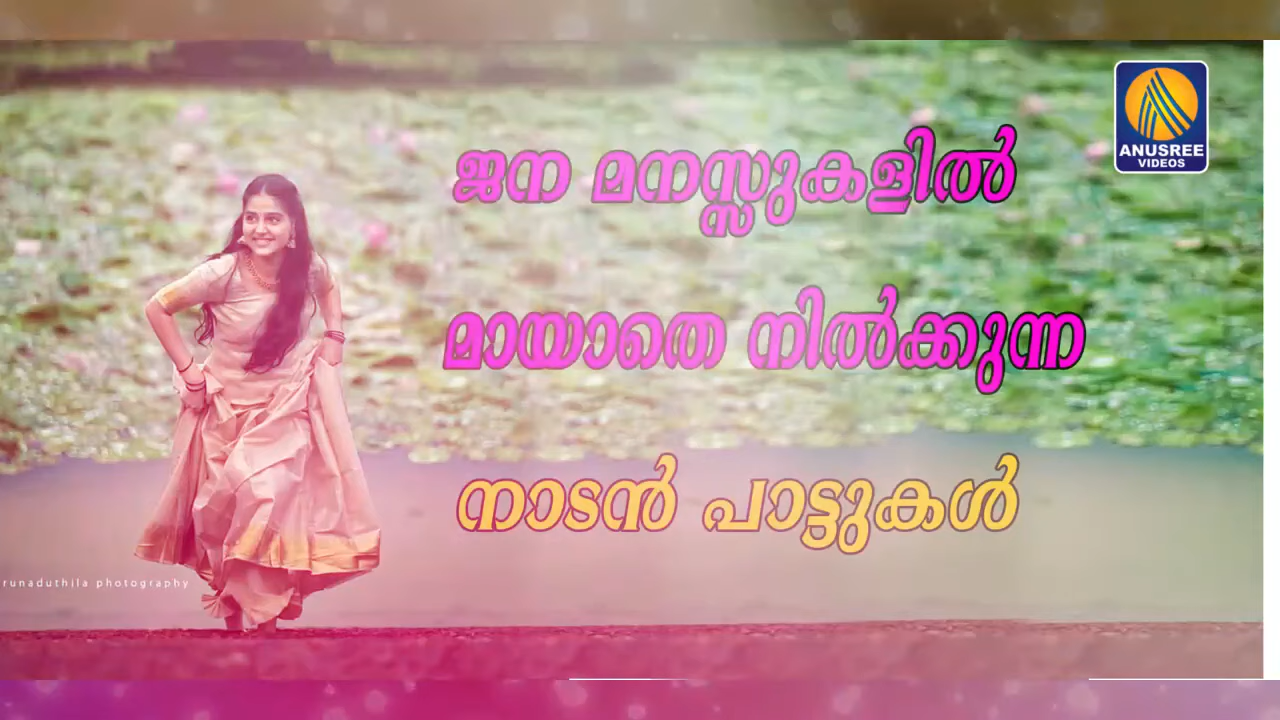 ANUSREE
VIDEOS
ജന മനസ്സുകളിൽ
മായാതെ നിൽക്കുന്ന
നാടൻ പാട്ടുകൾ
runaduthila photography